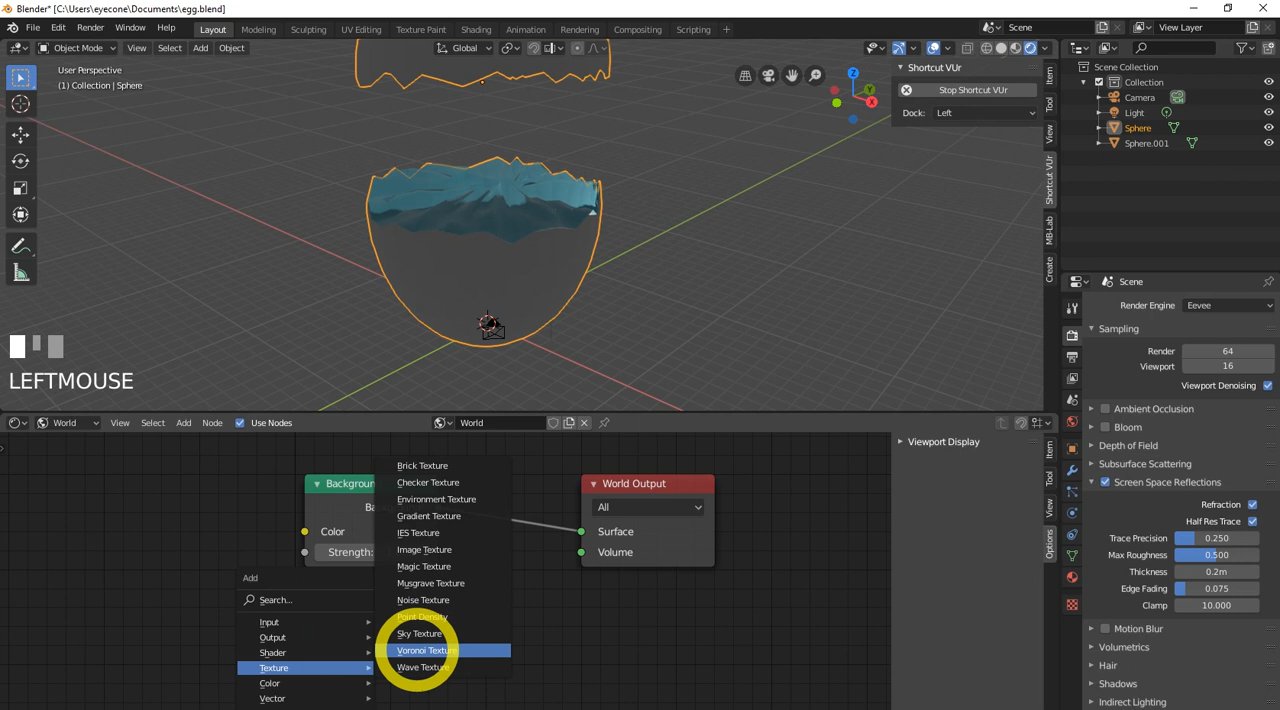 Blender* [C:\Users\eyecone\Documents\egg.blend]
File Edit Render Window Help Layout Modeling Sculpting UV Editing Texture Paint Shading Animation Rendering Compositing Scripting + Scene View Layer
Object Mode View Select Add Object Global
User Perspective
(1) Collection | Sphere
Z
Y
X
Shortcut VUr
Stop Shortcut VUr
Dock: Left
Item
Tool
View
Shortcut VUr
MB-Lab
Create
Scene Collection
Collection
Camera
Light
Sphere
Sphere.001
LEFTMOUSE
Scene
Render Engine Eevee
Sampling
Render 64
Viewport 16
Viewport Denoising
Ambient Occlusion
Bloom
Depth of Field
Subsurface Scattering
Screen Space Reflections
Refraction
Half Res Trace
Trace Precision 0.250
Max Roughness 0.500
Thickness 0.2m
Edge Fading 0.075
Clamp 10.000
Motion Blur
Volumetrics
Hair
Shadows
Indirect Lighting
World View Select Add Node Use Nodes World
Viewport Display
Item
Tool
View
Options
Backgroun
Ba
Color
Strength:
World Output
All
Surface
Volume
Add
Search...
Input
Output
Shader
Texture
Color
Vector
Brick Texture
Checker Texture
Environment Texture
Gradient Texture
IES Texture
Image Texture
Magic Texture
Musgrave Texture
Noise Texture
Point Density
Sky Texture
Voronoi Texture
Wave Texture